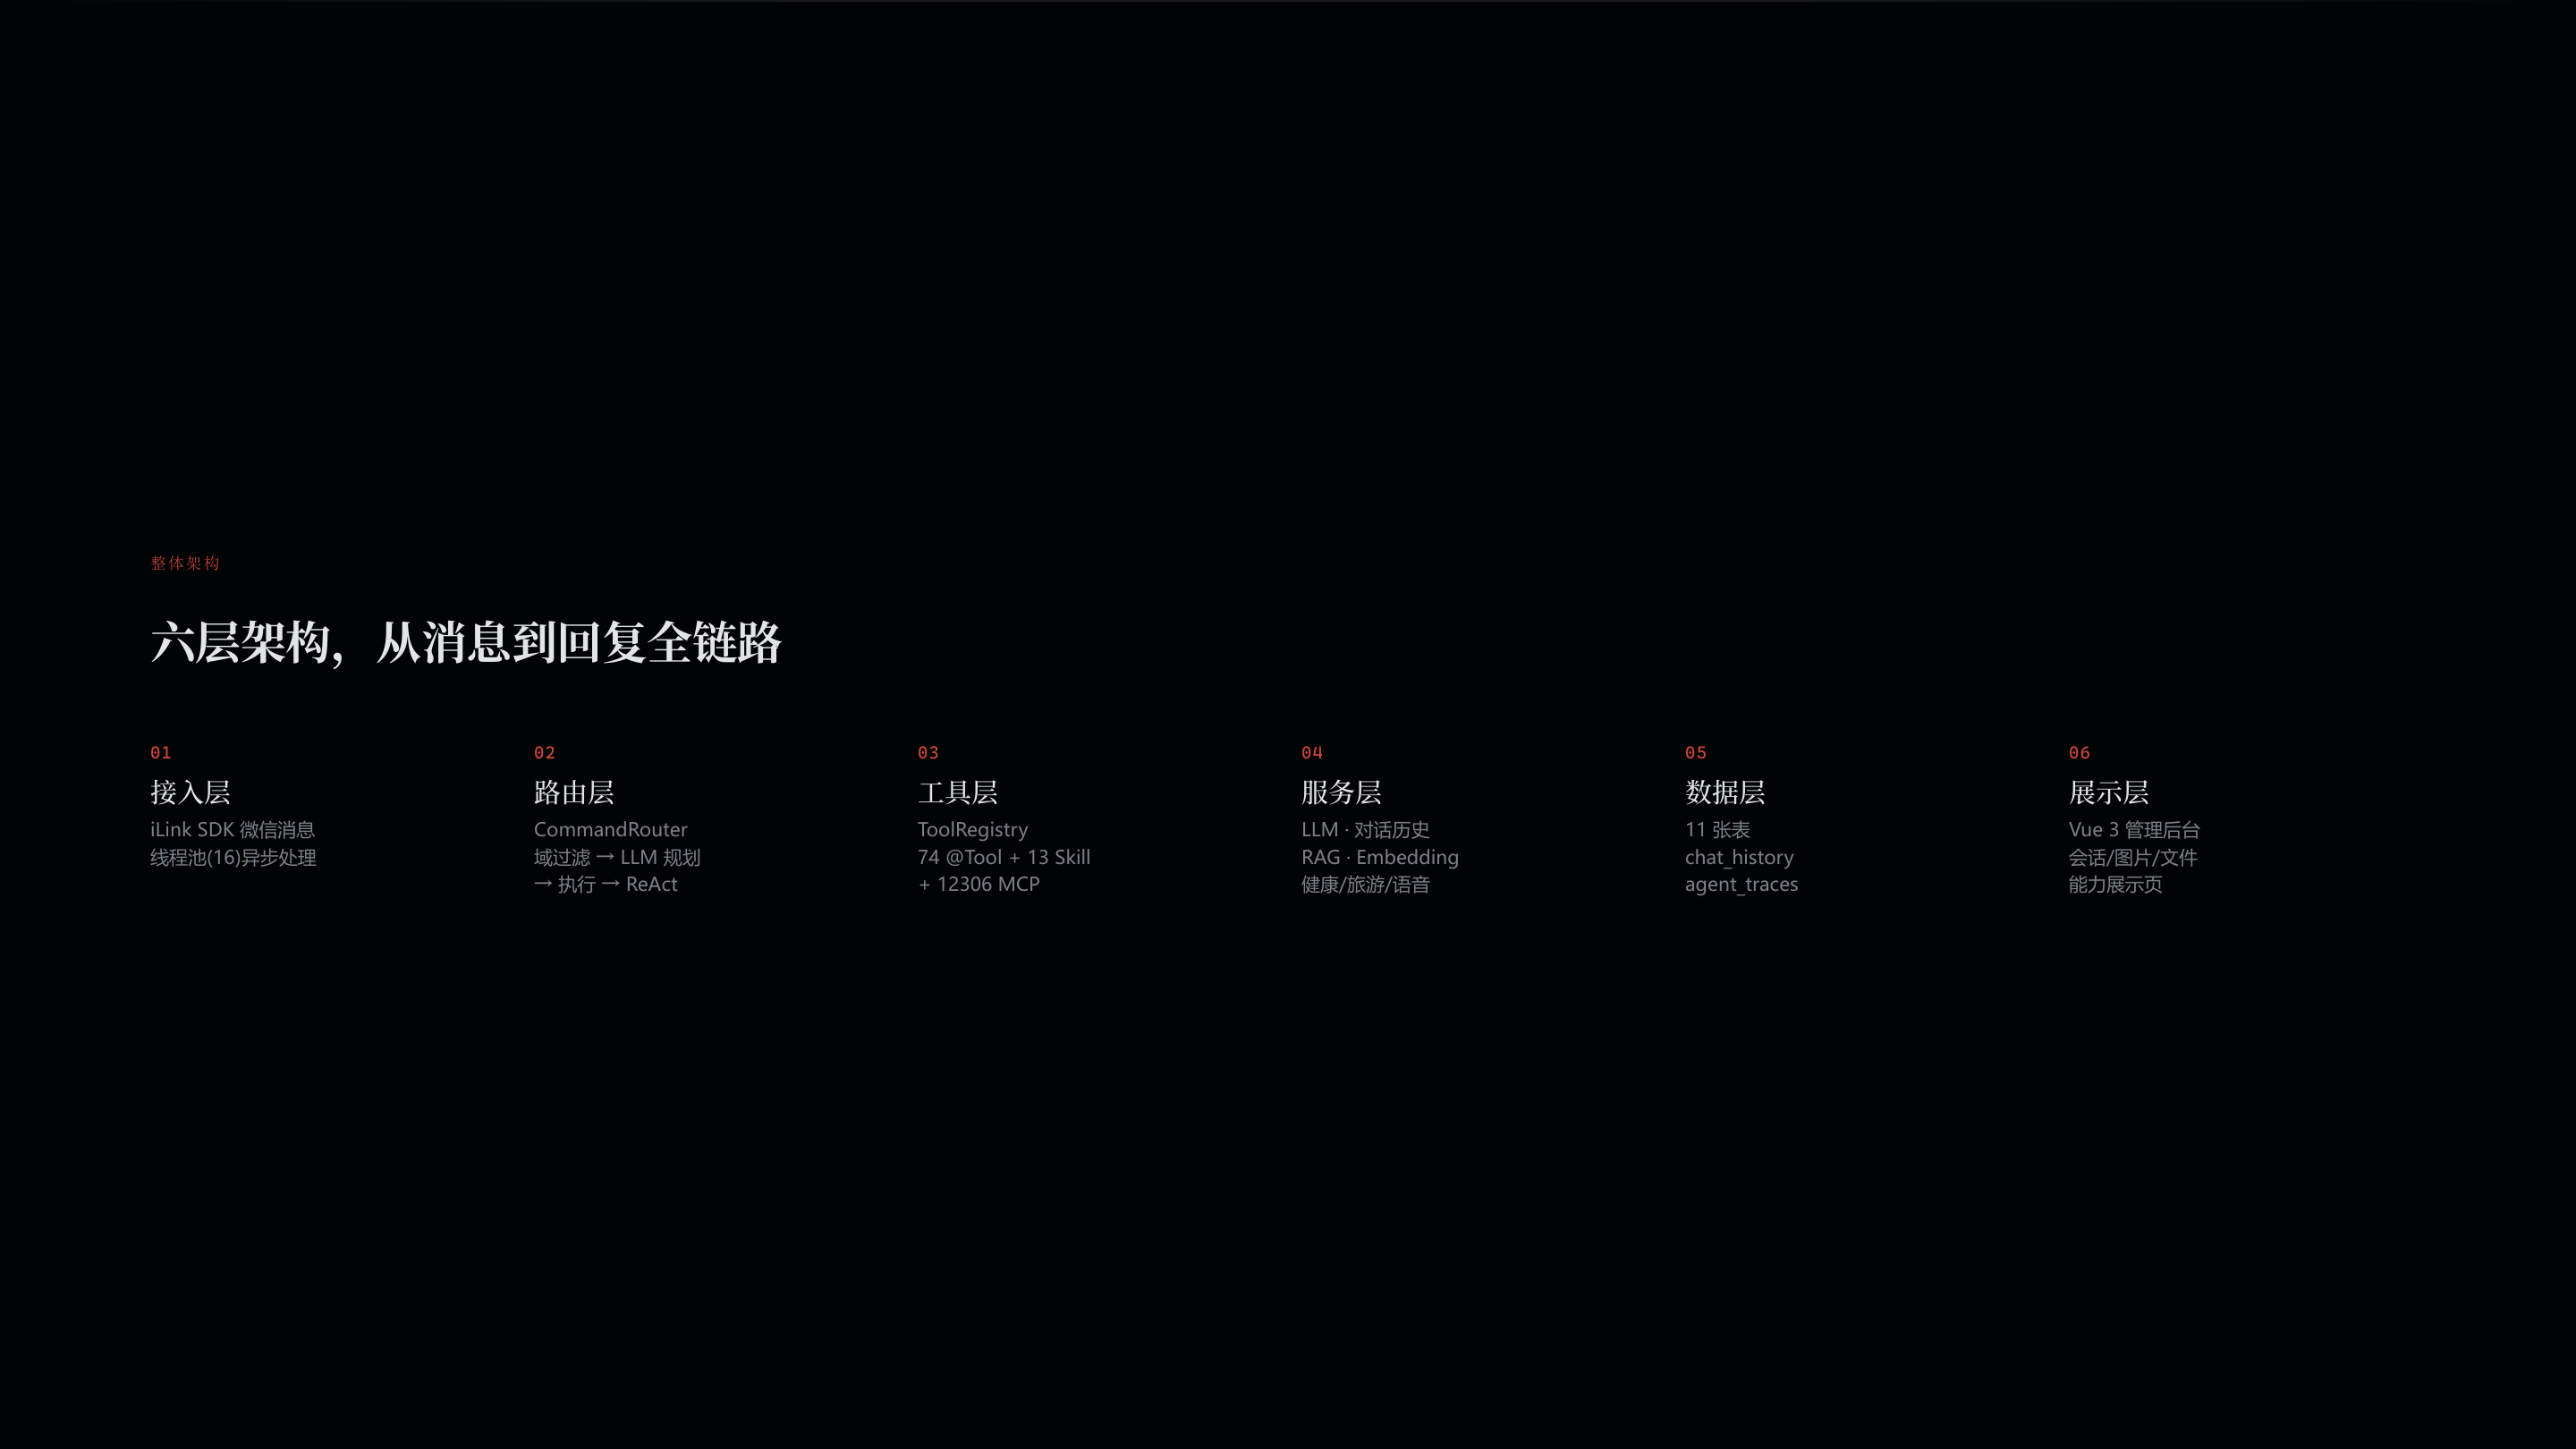 整体架构
六层架构，从消息到回复全链路
01
接入层
iLink SDK 微信消息
线程池(16)异步处理
02
路由层
CommandRouter
域过滤 → LLM 规划
→ 执行 → ReAct
03
工具层
ToolRegistry
74 @Tool + 13 Skill
+ 12306 MCP
04
服务层
LLM · 对话历史
RAG · Embedding
健康/旅游/语音
05
数据层
11 张表
chat_history
agent_traces
06
展示层
Vue 3 管理后台
会话/图片/文件
能力展示页